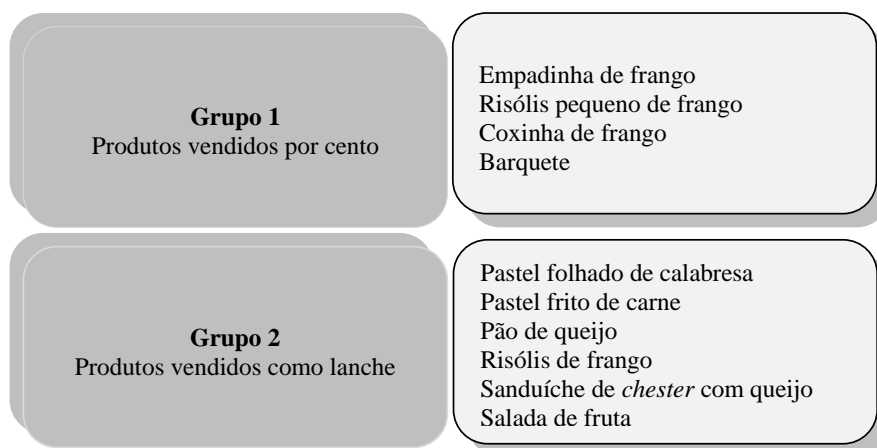 Grupo 1
Produtos vendidos por cento
Empadinha de frango
Risólis pequeno de frango
Coxinha de frango
Barquete
Grupo 2
Produtos vendidos como lanche
Pastel folhado de calabresa
Pastel frito de carne
Pão de queijo
Risólis de frango
Sanduíche de chester com queijo
Salada de fruta